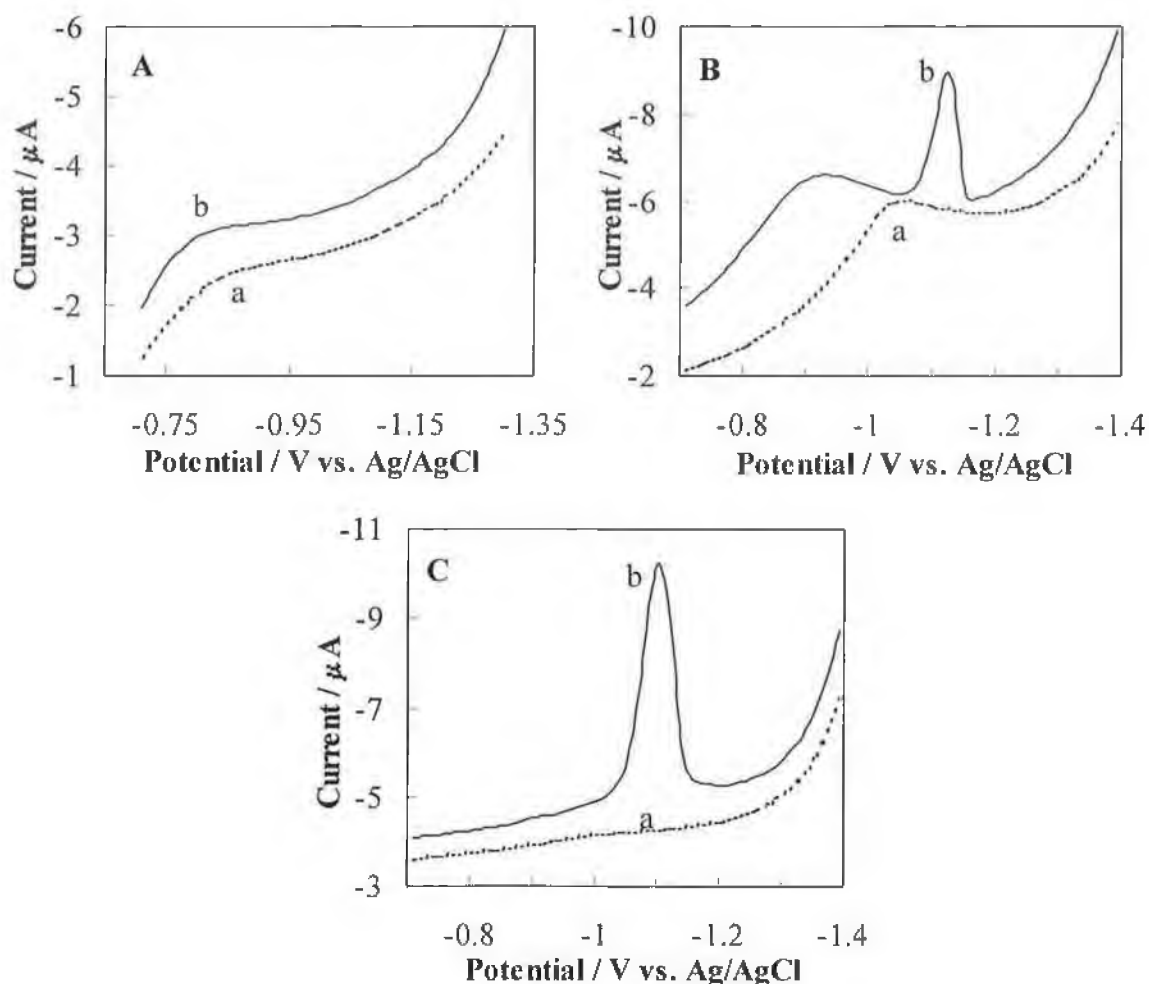 A
-6
-5
-4
-3
-2
-1
Current / μA
b
a
-0.75 -0.95 -1.15 -1.35
Potential / V vs. Ag/AgCl
B
-10
-8
-6
-4
-2
Current / μA
b
a
-0.8 -1 -1.2 -1.4
Potential / V vs. Ag/AgCl
C
-11
-9
-7
-5
-3
Current / μA
b
a
-0.8 -1 -1.2 -1.4
Potential / V vs. Ag/AgCl